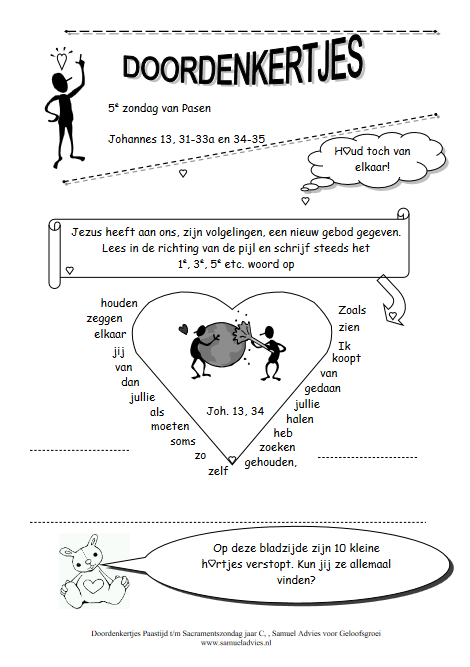 DOORDENKERTJES
5e zondag van Pasen
Johannes 13, 31-33a en 34-35
H♡ud toch van
elkaar!
Jezus heeft aan ons, zijn volgelingen, een nieuw gebod gegeven.
Lees in de richting van de pijl en schrijf steeds het
1e, 3e, 5e etc. woord op
Zoals
zien
Ik
koopt
van
gedaan
jullie
halen
heb
zoeken
gehouden,
zelf
zo
soms
moeten
als
jullie
dan
van
jij
elkaar
zeggen
houden
Joh. 13, 34
Op deze bladzijde zijn 10 kleine
h♡rtjes verstopt. Kun jij ze allemaal
vinden?
Doordenkertjes Paastijd t/m Sacramentszondag jaar C, , Samuel Advies voor Geloofsgroei
www.samueladvies.nl